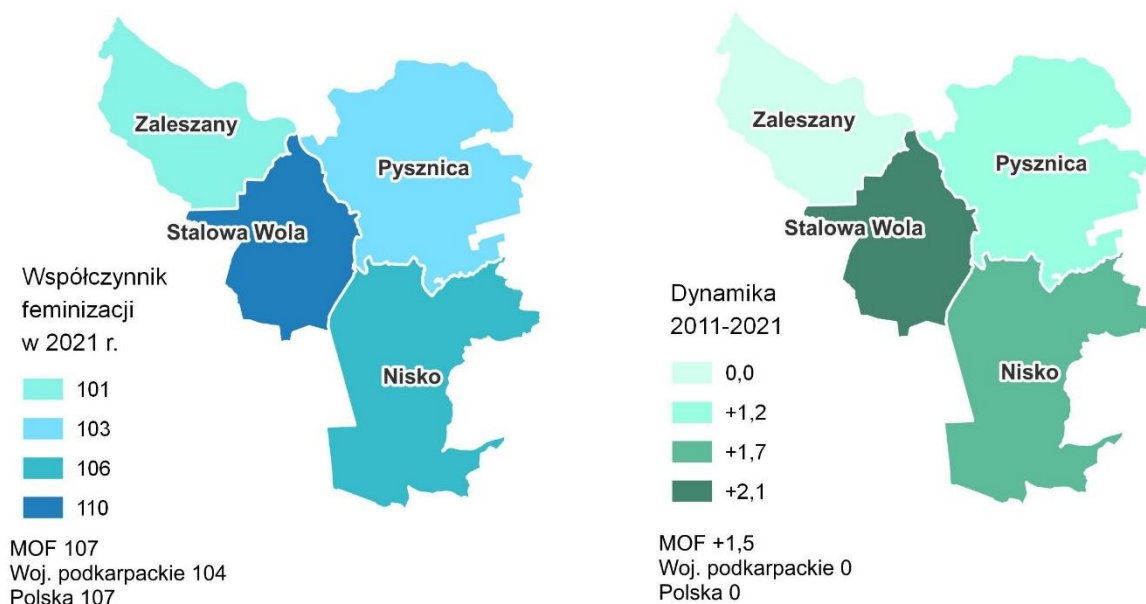 Zaleszany
Pysznica
Stalowa Wola
Nisko
Współczynnik
feminizacji
w 2021 r.
101
103
106
110
MOF 107
Woj. podkarpackie 104
Polska 107
Zaleszany
Pysznica
Stalowa Wola
Nisko
Dynamika
2011-2021
0,0
+1,2
+1,7
+2,1
MOF +1,5
Woj. podkarpackie 0
Polska 0